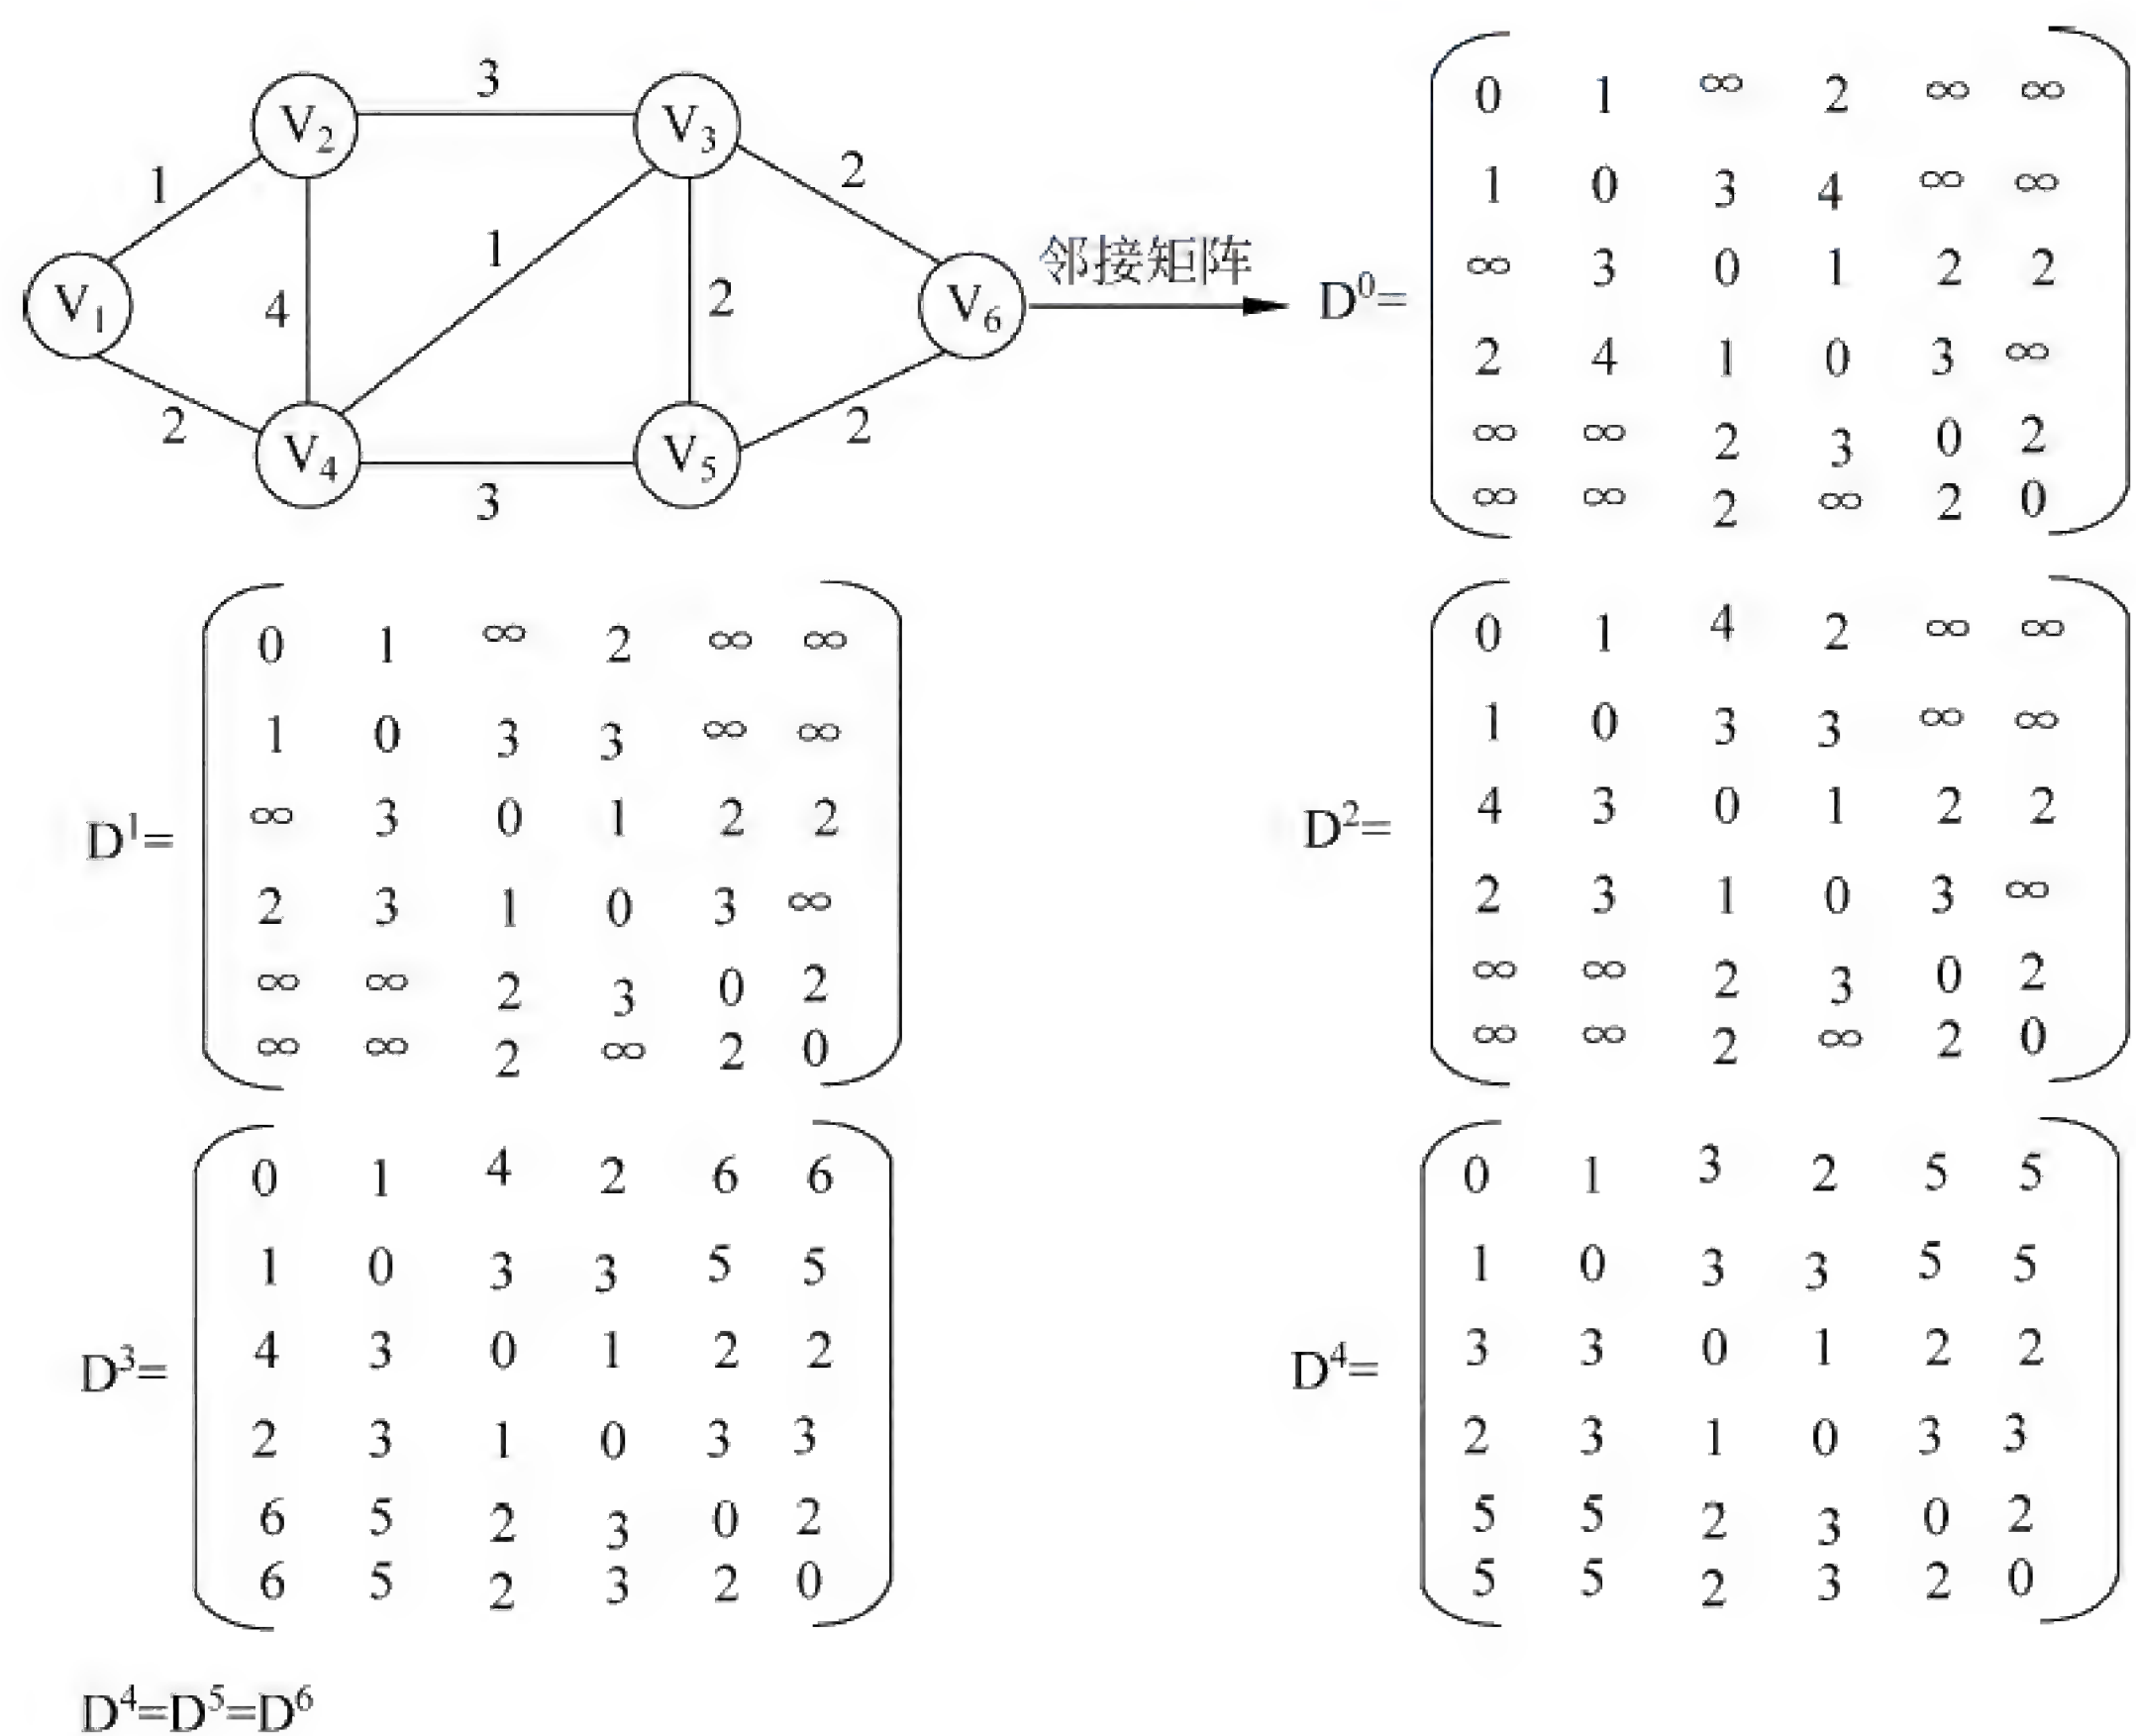 3
V₂ V₃
1 2
1
V₁ 4 2 V₆ 邻接矩阵
2 2
V₄ V₅
3
D⁰=
0 1 ∞ 2 ∞ ∞
1 0 3 4 ∞ ∞
∞ 3 0 1 2 2
2 4 1 0 3 ∞
∞ ∞ 2 3 0 2
∞ ∞ 2 ∞ 2 0
D¹=
0 1 ∞ 2 ∞ ∞
1 0 3 3 ∞ ∞
∞ 3 0 1 2 2
2 3 1 0 3 ∞
∞ ∞ 2 3 0 2
∞ ∞ 2 ∞ 2 0
D²=
0 1 4 2 ∞ ∞
1 0 3 3 ∞ ∞
4 3 0 1 2 2
2 3 1 0 3 ∞
∞ ∞ 2 3 0 2
∞ ∞ 2 ∞ 2 0
D³=
0 1 4 2 6 6
1 0 3 3 5 5
4 3 0 1 2 2
2 3 1 0 3 3
6 5 2 3 0 2
6 5 2 3 2 0
D⁴=
0 1 3 2 5 5
1 0 3 3 5 5
3 3 0 1 2 2
2 3 1 0 3 3
5 5 2 3 0 2
5 5 2 3 2 0
D⁴=D⁵=D⁶